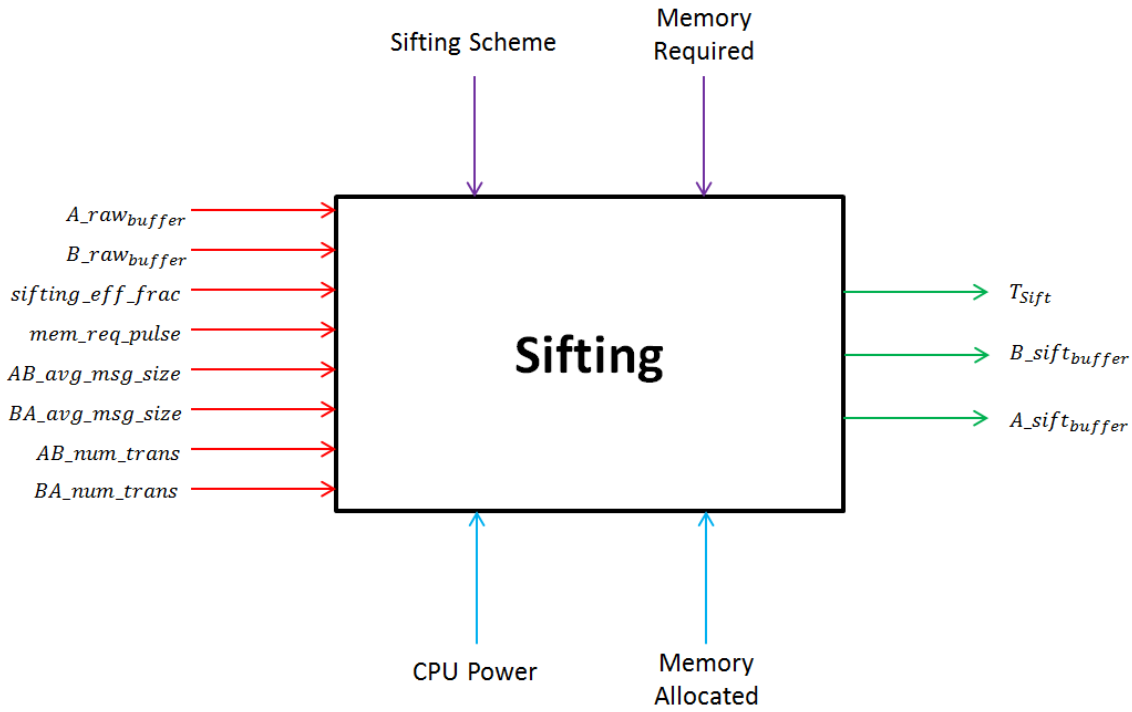 Sifting Scheme
Memory
Required
A_raw_buffer
B_raw_buffer
sifting_eff_frac
mem_req_pulse
AB_avg_msg_size
BA_avg_msg_size
AB_num_trans
BA_num_trans
Sifting
T_Sift
B_sift_buffer
A_sift_buffer
CPU Power
Memory
Allocated